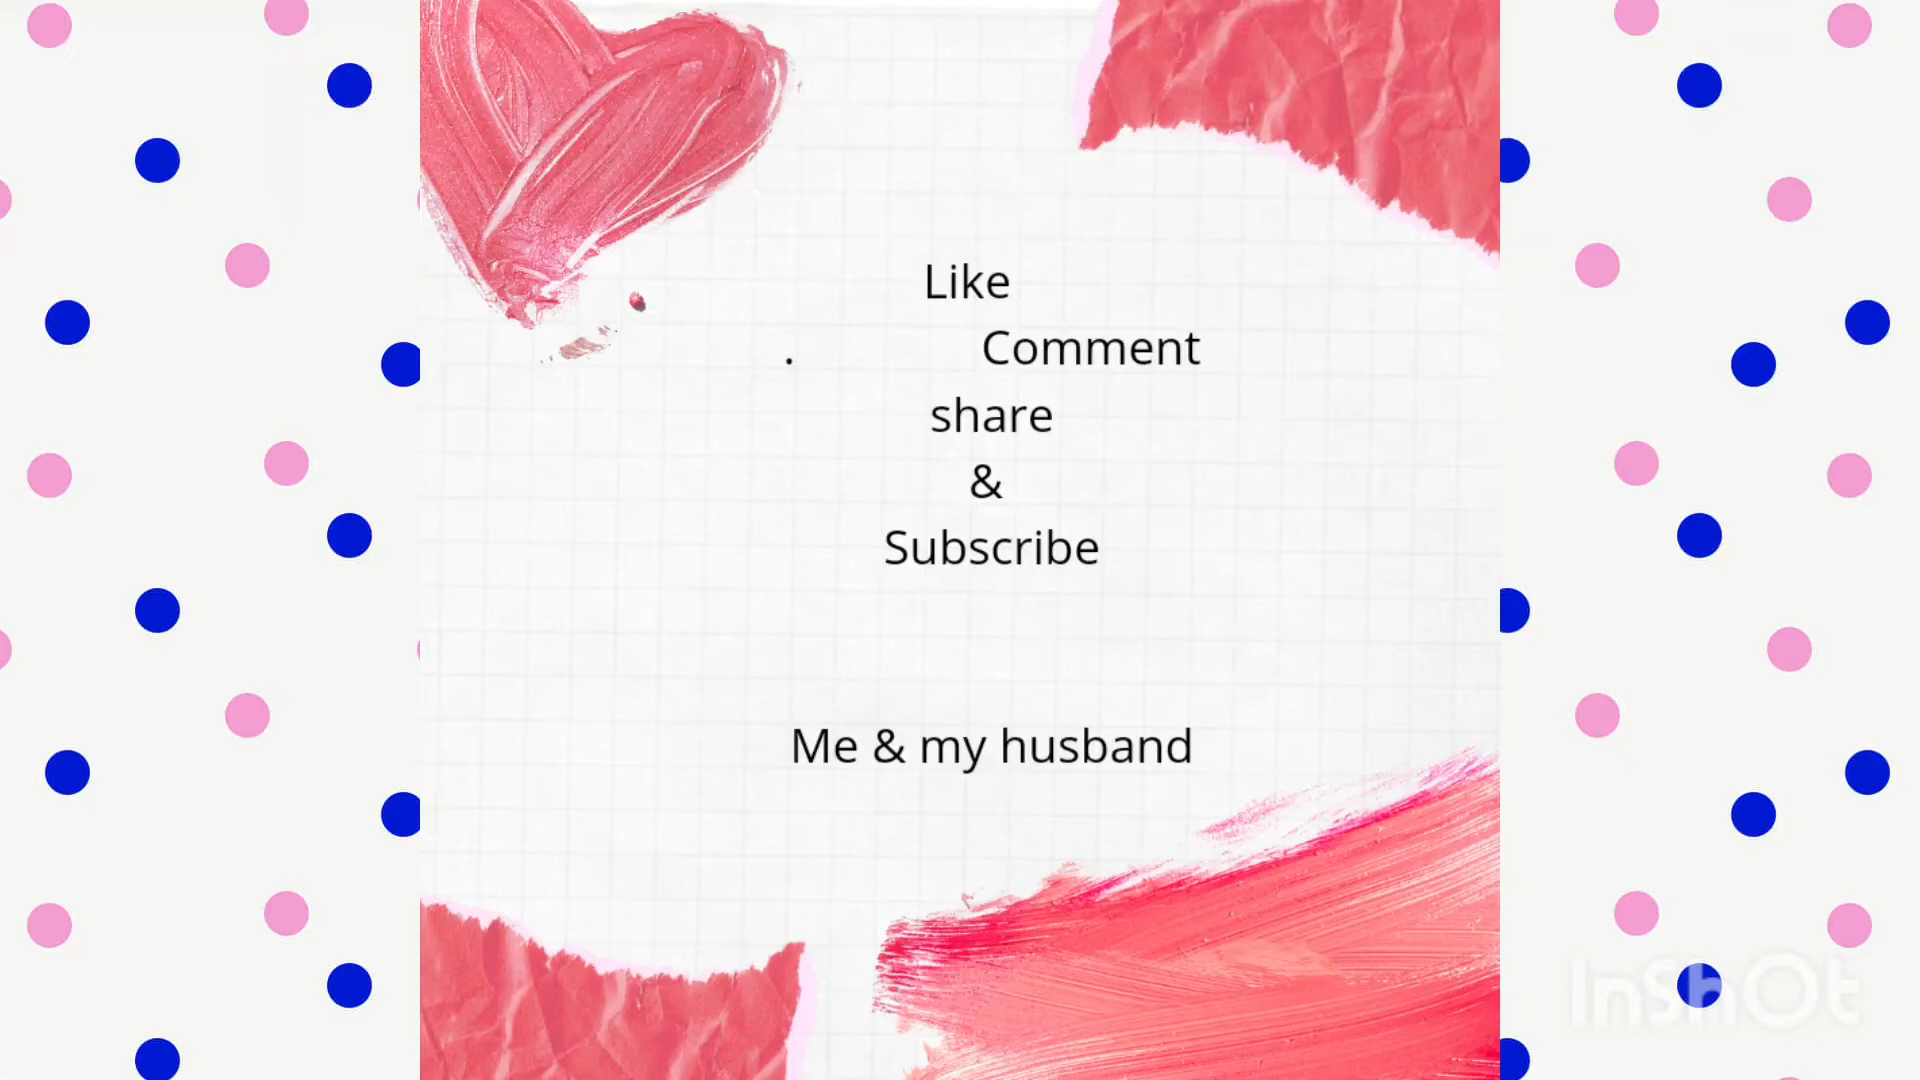 Like
. Comment
share
&
Subscribe
Me & my husband
InShOt